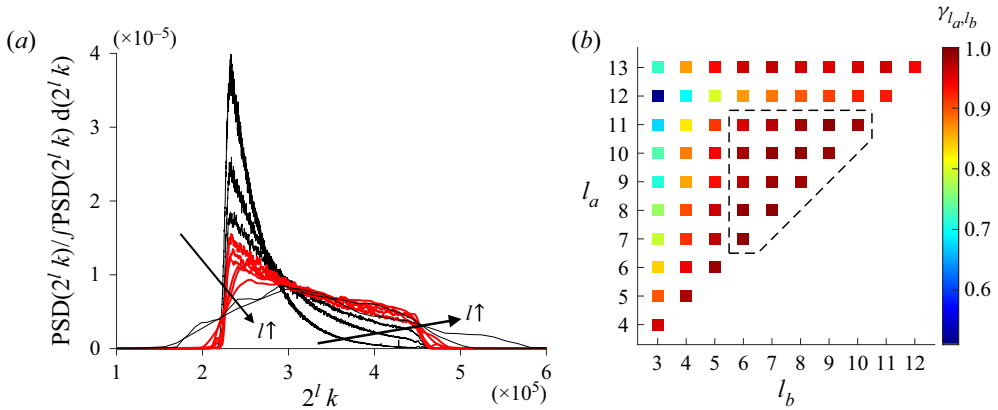 (a)
(×10⁻⁵)
4
3
2
1
0
PSD(2ˡ k)/∫PSD(2ˡ k) d(2ˡ k)
l↑
l↑
1 2 3 4 5 6
(×10⁵)
2ˡ k
(b)
13
12
11
10
9
8
7
6
5
4
lₐ
3 4 5 6 7 8 9 10 11 12
l_b
γ_{l_a,l_b}
1.0
0.9
0.8
0.7
0.6